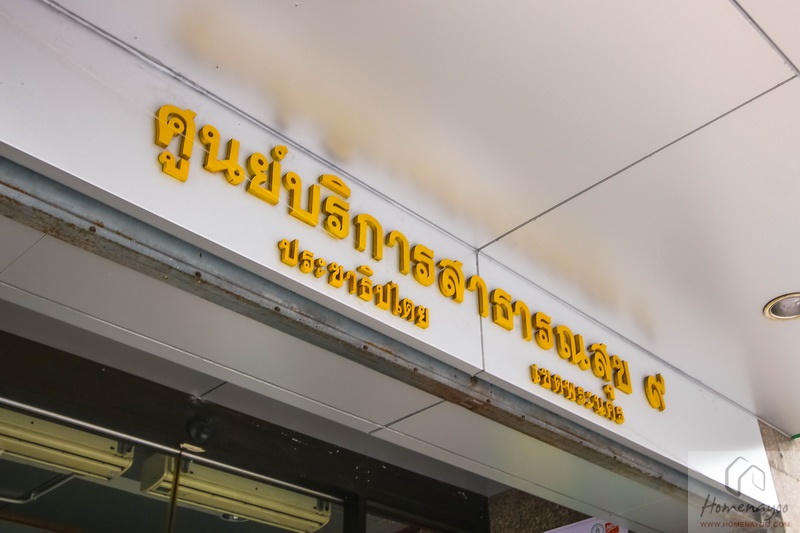 ศูนย์บริการสาธารณสุข ๙
ประชาธิปไตย
เขตพระนคร
Homenayoo
WWW.HOMENAYOO.COM